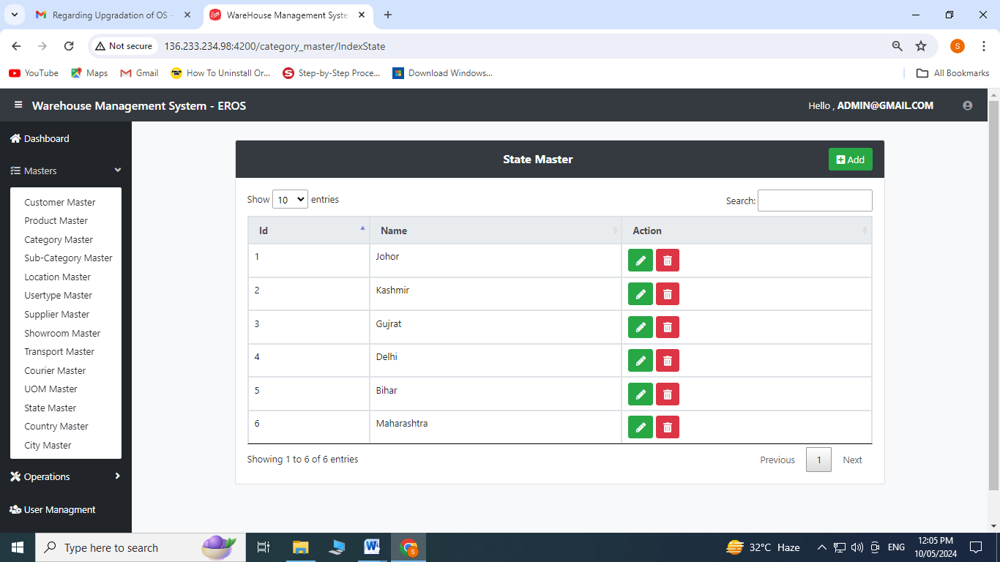 Regarding Upgradation of OS -
WareHouse Management Syste
Not secure
136.233.234.98:4200/category_master/IndexState
S
YouTube
Maps
Gmail
How To Uninstall Or...
Step-by-Step Proce...
Download Windows...
All Bookmarks
Warehouse Management System - EROS
Hello , ADMIN@GMAIL.COM
Dashboard
Masters
Customer Master
Product Master
Category Master
Sub-Category Master
Location Master
Usertype Master
Supplier Master
Showroom Master
Transport Master
Courier Master
UOM Master
State Master
Country Master
City Master
Operations
User Managment
State Master
Add
Show 10 entries
Search:
Id Name Action
1 Johor
2 Kashmir
3 Gujrat
4 Delhi
5 Bihar
6 Maharashtra
Showing 1 to 6 of 6 entries
Previous 1 Next
Type here to search
32°C Haze
ENG
12:05 PM
10/05/2024